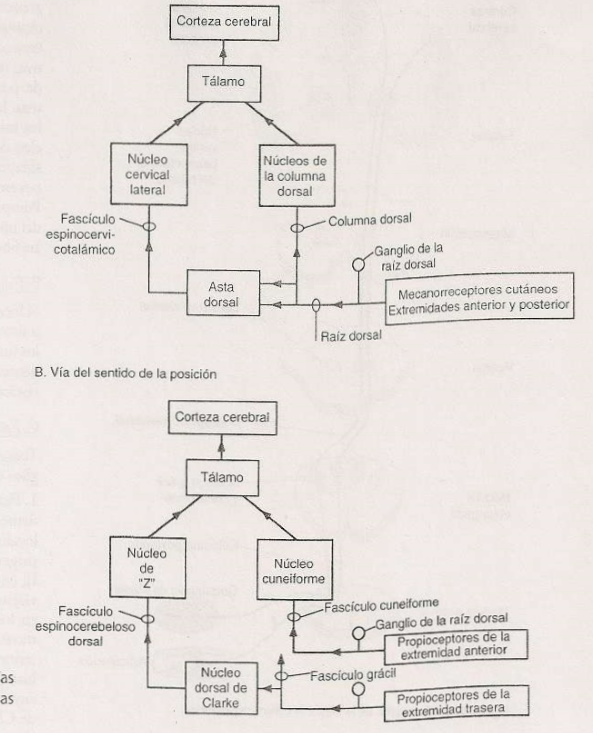 Corteza cerebral
Tálamo
Núcleo
cervical
lateral
Núcleos de
la columna
dorsal
Fascículo
espinocervi-
cotalámico
Columna dorsal
Ganglio de la
raíz dorsal
Asta
dorsal
Mecanorreceptores cutáneos
Extremidades anterior y posterior
Raíz dorsal
B. Vía del sentido de la posición
Corteza cerebral
Tálamo
Núcleo
de
"Z"
Núcleo
cuneiforme
Fascículo
espinocerebeloso
dorsal
Fascículo cuneiforme
Ganglio de la raíz dorsal
Propioceptores de la
extremidad anterior
Núcleo
dorsal de
Clarke
Fascículo grácil
Propioceptores de la
extremidad trasera
as
as